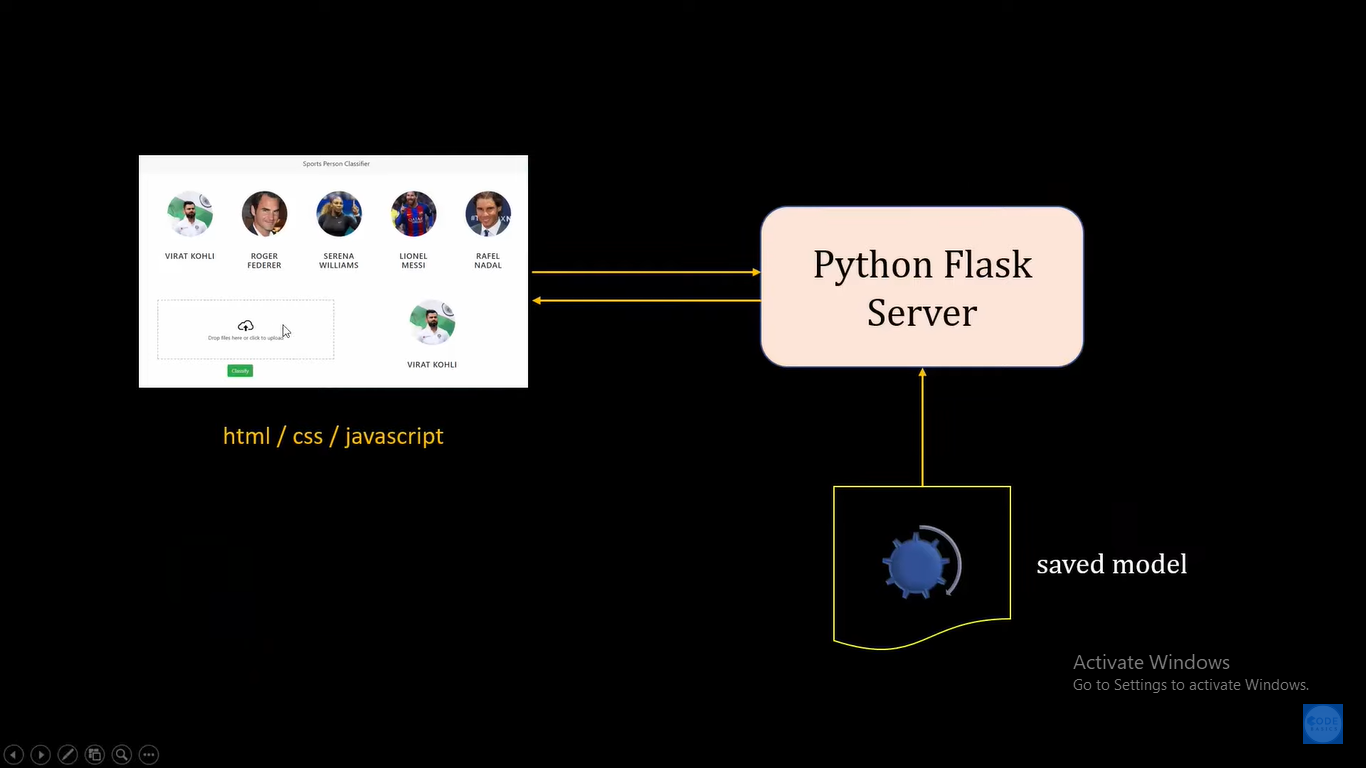 Sports Person Classifier
VIRAT KOHLI
ROGER
FEDERER
SERENA
WILLIAMS
LIONEL
MESSI
RAFEL
NADAL
Drop files here or click to upload
Classify
VIRAT KOHLI
html / css / javascript
Python Flask
Server
saved model
Activate Windows
Go to Settings to activate Windows.
CODE
BASICS